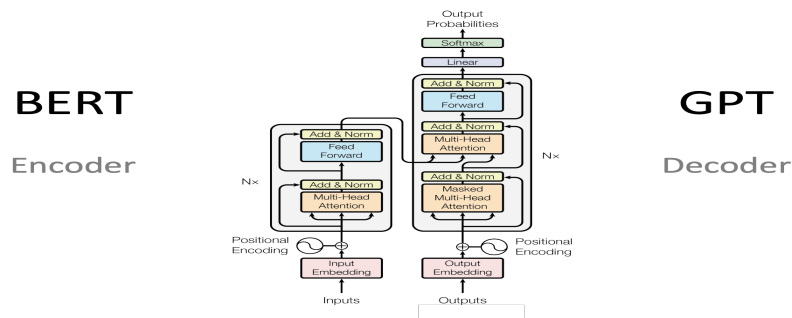 BERT
Encoder
Output
Probabilities
Softmax
Linear
Add & Norm
Feed
Forward
Add & Norm
Multi-Head
Attention
Add & Norm
Masked
Multi-Head
Attention
N×
Positional
Encoding
Output
Embedding
Outputs
Add & Norm
Feed
Forward
Add & Norm
Multi-Head
Attention
N×
Positional
Encoding
Input
Embedding
Inputs
GPT
Decoder